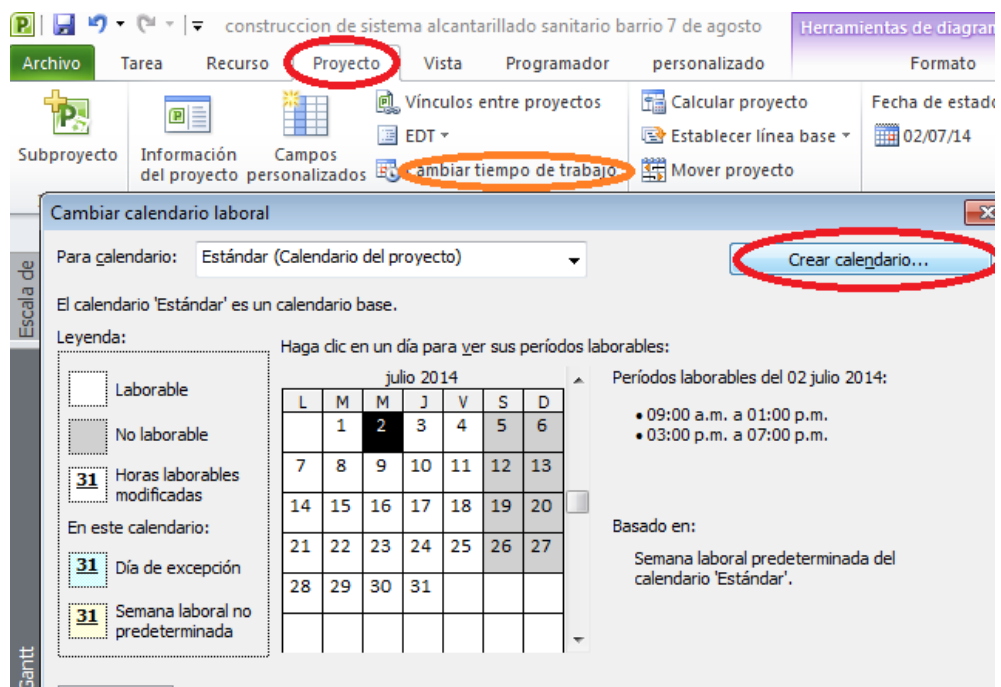 construccion de sistema alcantarillado sanitario barrio 7 de agosto
Herramientas de diagran
Archivo Tarea Recurso Proyecto Vista Programador personalizado Formato
Subproyecto
Información del proyecto
Campos personalizados
Vínculos entre proyectos
EDT
Cambiar tiempo de trabajo
Calcular proyecto
Establecer línea base
Mover proyecto
Fecha de estado
02/07/14
Cambiar calendario laboral
Para calendario: Estándar (Calendario del proyecto) Crear calendario...
El calendario 'Estándar' es un calendario base.
Leyenda:
Laborable
No laborable
31 Horas laborables
modificadas
En este calendario:
31 Día de excepción
31 Semana laboral no
predeterminada
Haga clic en un día para ver sus períodos laborables:
julio 2014
L M M J V S D
1 2 3 4 5 6
7 8 9 10 11 12 13
14 15 16 17 18 19 20
21 22 23 24 25 26 27
28 29 30 31
Períodos laborables del 02 julio 2014:
• 09:00 a.m. a 01:00 p.m.
• 03:00 p.m. a 07:00 p.m.
Basado en:
Semana laboral predeterminada del
calendario 'Estándar'.
Escala de
Gantt